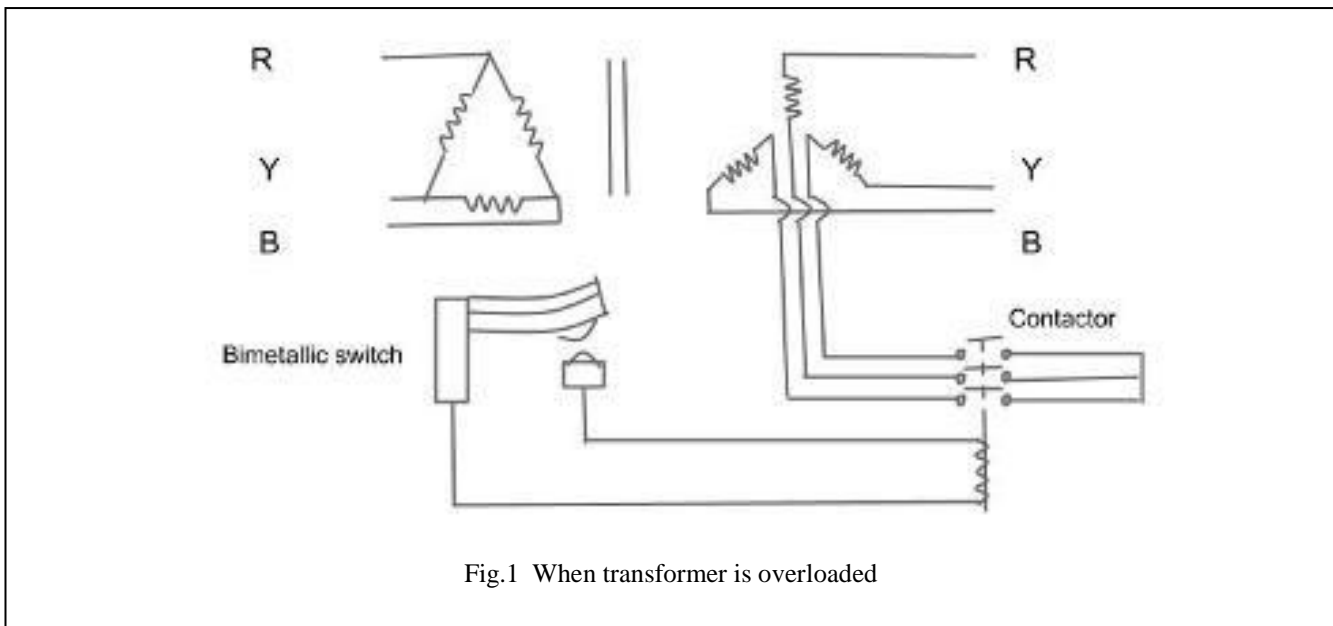 R
R
Y
Y
B
B
Contactor
Bimetallic switch
Fig.1 When transformer is overloaded